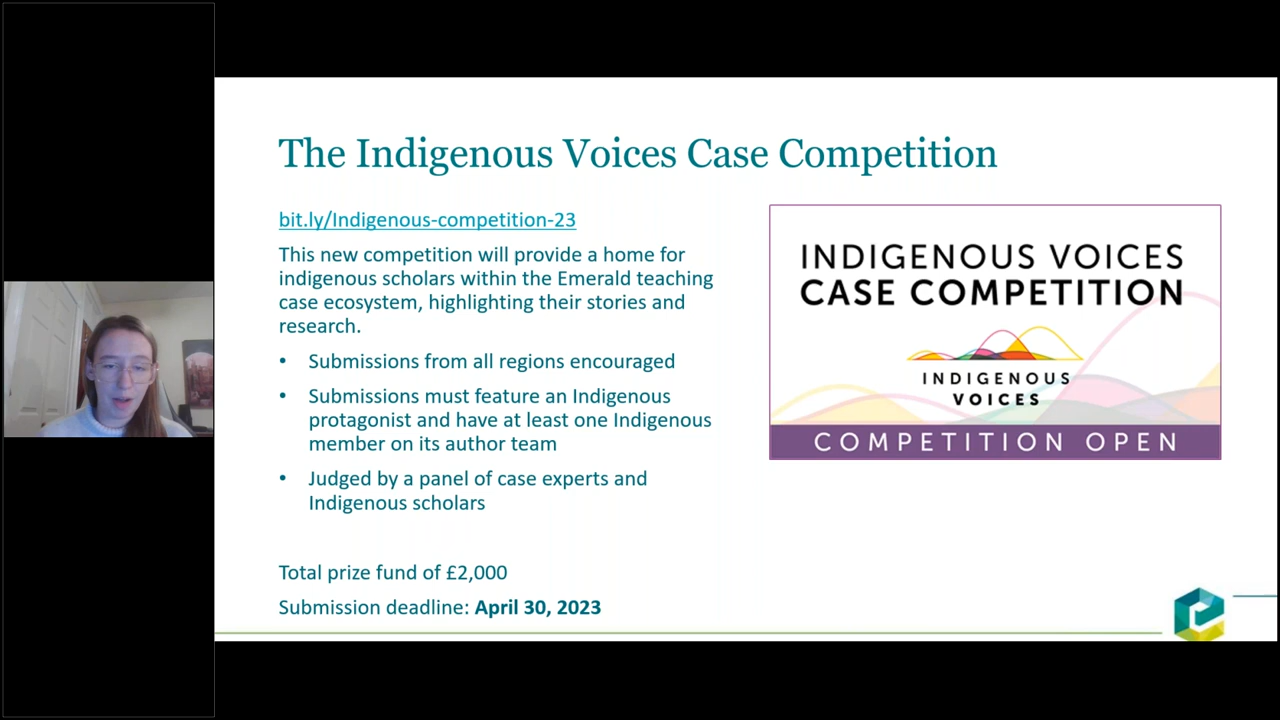 The Indigenous Voices Case Competition
bit.ly/Indigenous-competition-23
This new competition will provide a home for
indigenous scholars within the Emerald teaching
case ecosystem, highlighting their stories and
research.
• Submissions from all regions encouraged
• Submissions must feature an Indigenous
protagonist and have at least one Indigenous
member on its author team
• Judged by a panel of case experts and
Indigenous scholars
Total prize fund of £2,000
Submission deadline: April 30, 2023
INDIGENOUS VOICES
CASE COMPETITION
INDIGENOUS
VOICES
COMPETITION OPEN